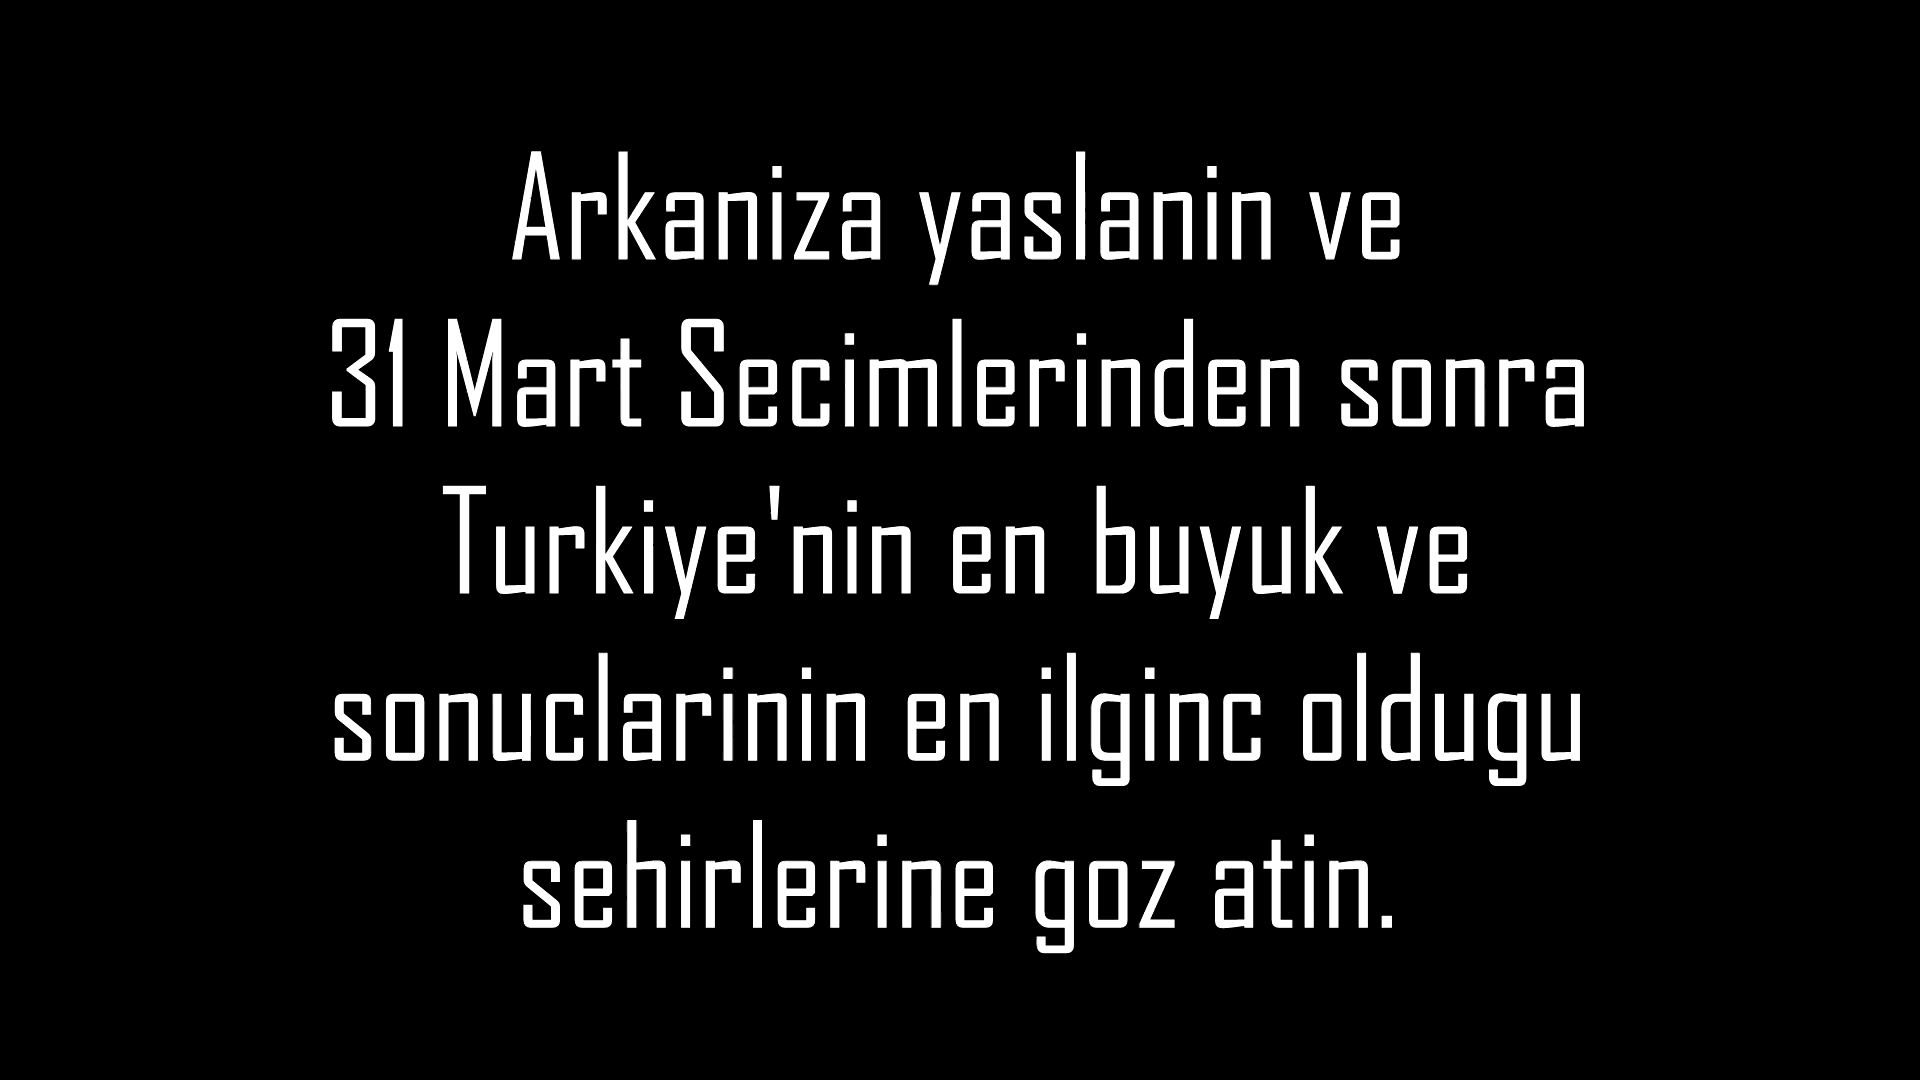 Arkaniza yaslanin ve
31 Mart Secimlerinden sonra
Turkiye'nin en buyuk ve
sonuclarinin en ilginc oldugu
sehirlerine goz atin.